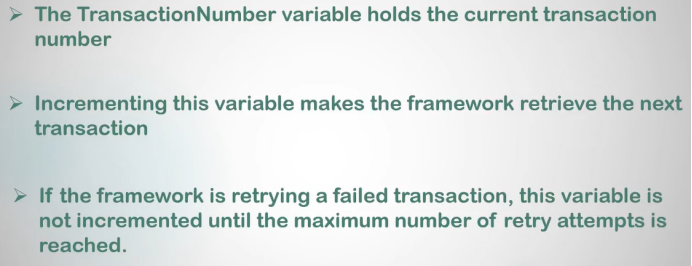 ➢ The TransactionNumber variable holds the current transaction
number
➢ Incrementing this variable makes the framework retrieve the next
transaction
➢ If the framework is retrying a failed transaction, this variable is
not incremented until the maximum number of retry attempts is
reached.